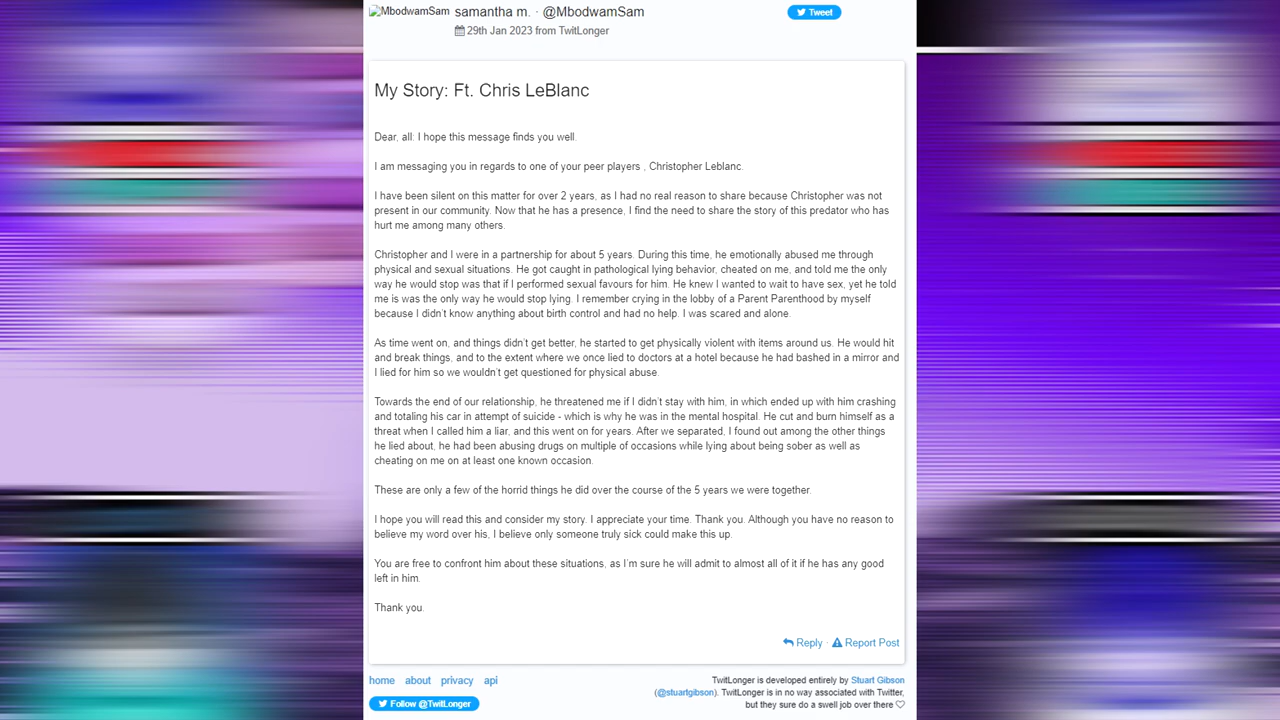 MbodwamSam samantha m. · @MbodwamSam Tweet
29th Jan 2023 from TwitLonger
My Story: Ft. Chris LeBlanc
Dear, all: I hope this message finds you well.
I am messaging you in regards to one of your peer players , Christopher Leblanc.
I have been silent on this matter for over 2 years, as I had no real reason to share because Christopher was not
present in our community. Now that he has a presence, I find the need to share the story of this predator who has
hurt me among many others.
Christopher and I were in a partnership for about 5 years. During this time, he emotionally abused me through
physical and sexual situations. He got caught in pathological lying behavior, cheated on me, and told me the only
way he would stop was that if I performed sexual favours for him. He knew I wanted to wait to have sex, yet he told
me is was the only way he would stop lying. I remember crying in the lobby of a Parent Parenthood by myself
because I didn't know anything about birth control and had no help. I was scared and alone.
As time went on, and things didn't get better, he started to get physically violent with items around us. He would hit
and break things, and to the extent where we once lied to doctors at a hotel because he had bashed in a mirror and
I lied for him so we wouldn't get questioned for physical abuse.
Towards the end of our relationship, he threatened me if I didn't stay with him, in which ended up with him crashing
and totaling his car in attempt of suicide - which is why he was in the mental hospital. He cut and burn himself as a
threat when I called him a liar, and this went on for years. After we separated, I found out among the other things
he lied about, he had been abusing drugs on multiple of occasions while lying about being sober as well as
cheating on me on at least one known occasion.
These are only a few of the horrid things he did over the course of the 5 years we were together.
I hope you will read this and consider my story. I appreciate your time. Thank you. Although you have no reason to
believe my word over his, I believe only someone truly sick could make this up.
You are free to confront him about these situations, as I'm sure he will admit to almost all of it if he has any good
left in him.
Thank you.
Reply · Report Post
home about privacy api
Follow @TwitLonger
TwitLonger is developed entirely by Stuart Gibson
(@stuartgibson). TwitLonger is in no way associated with Twitter,
but they sure do a swell job over there